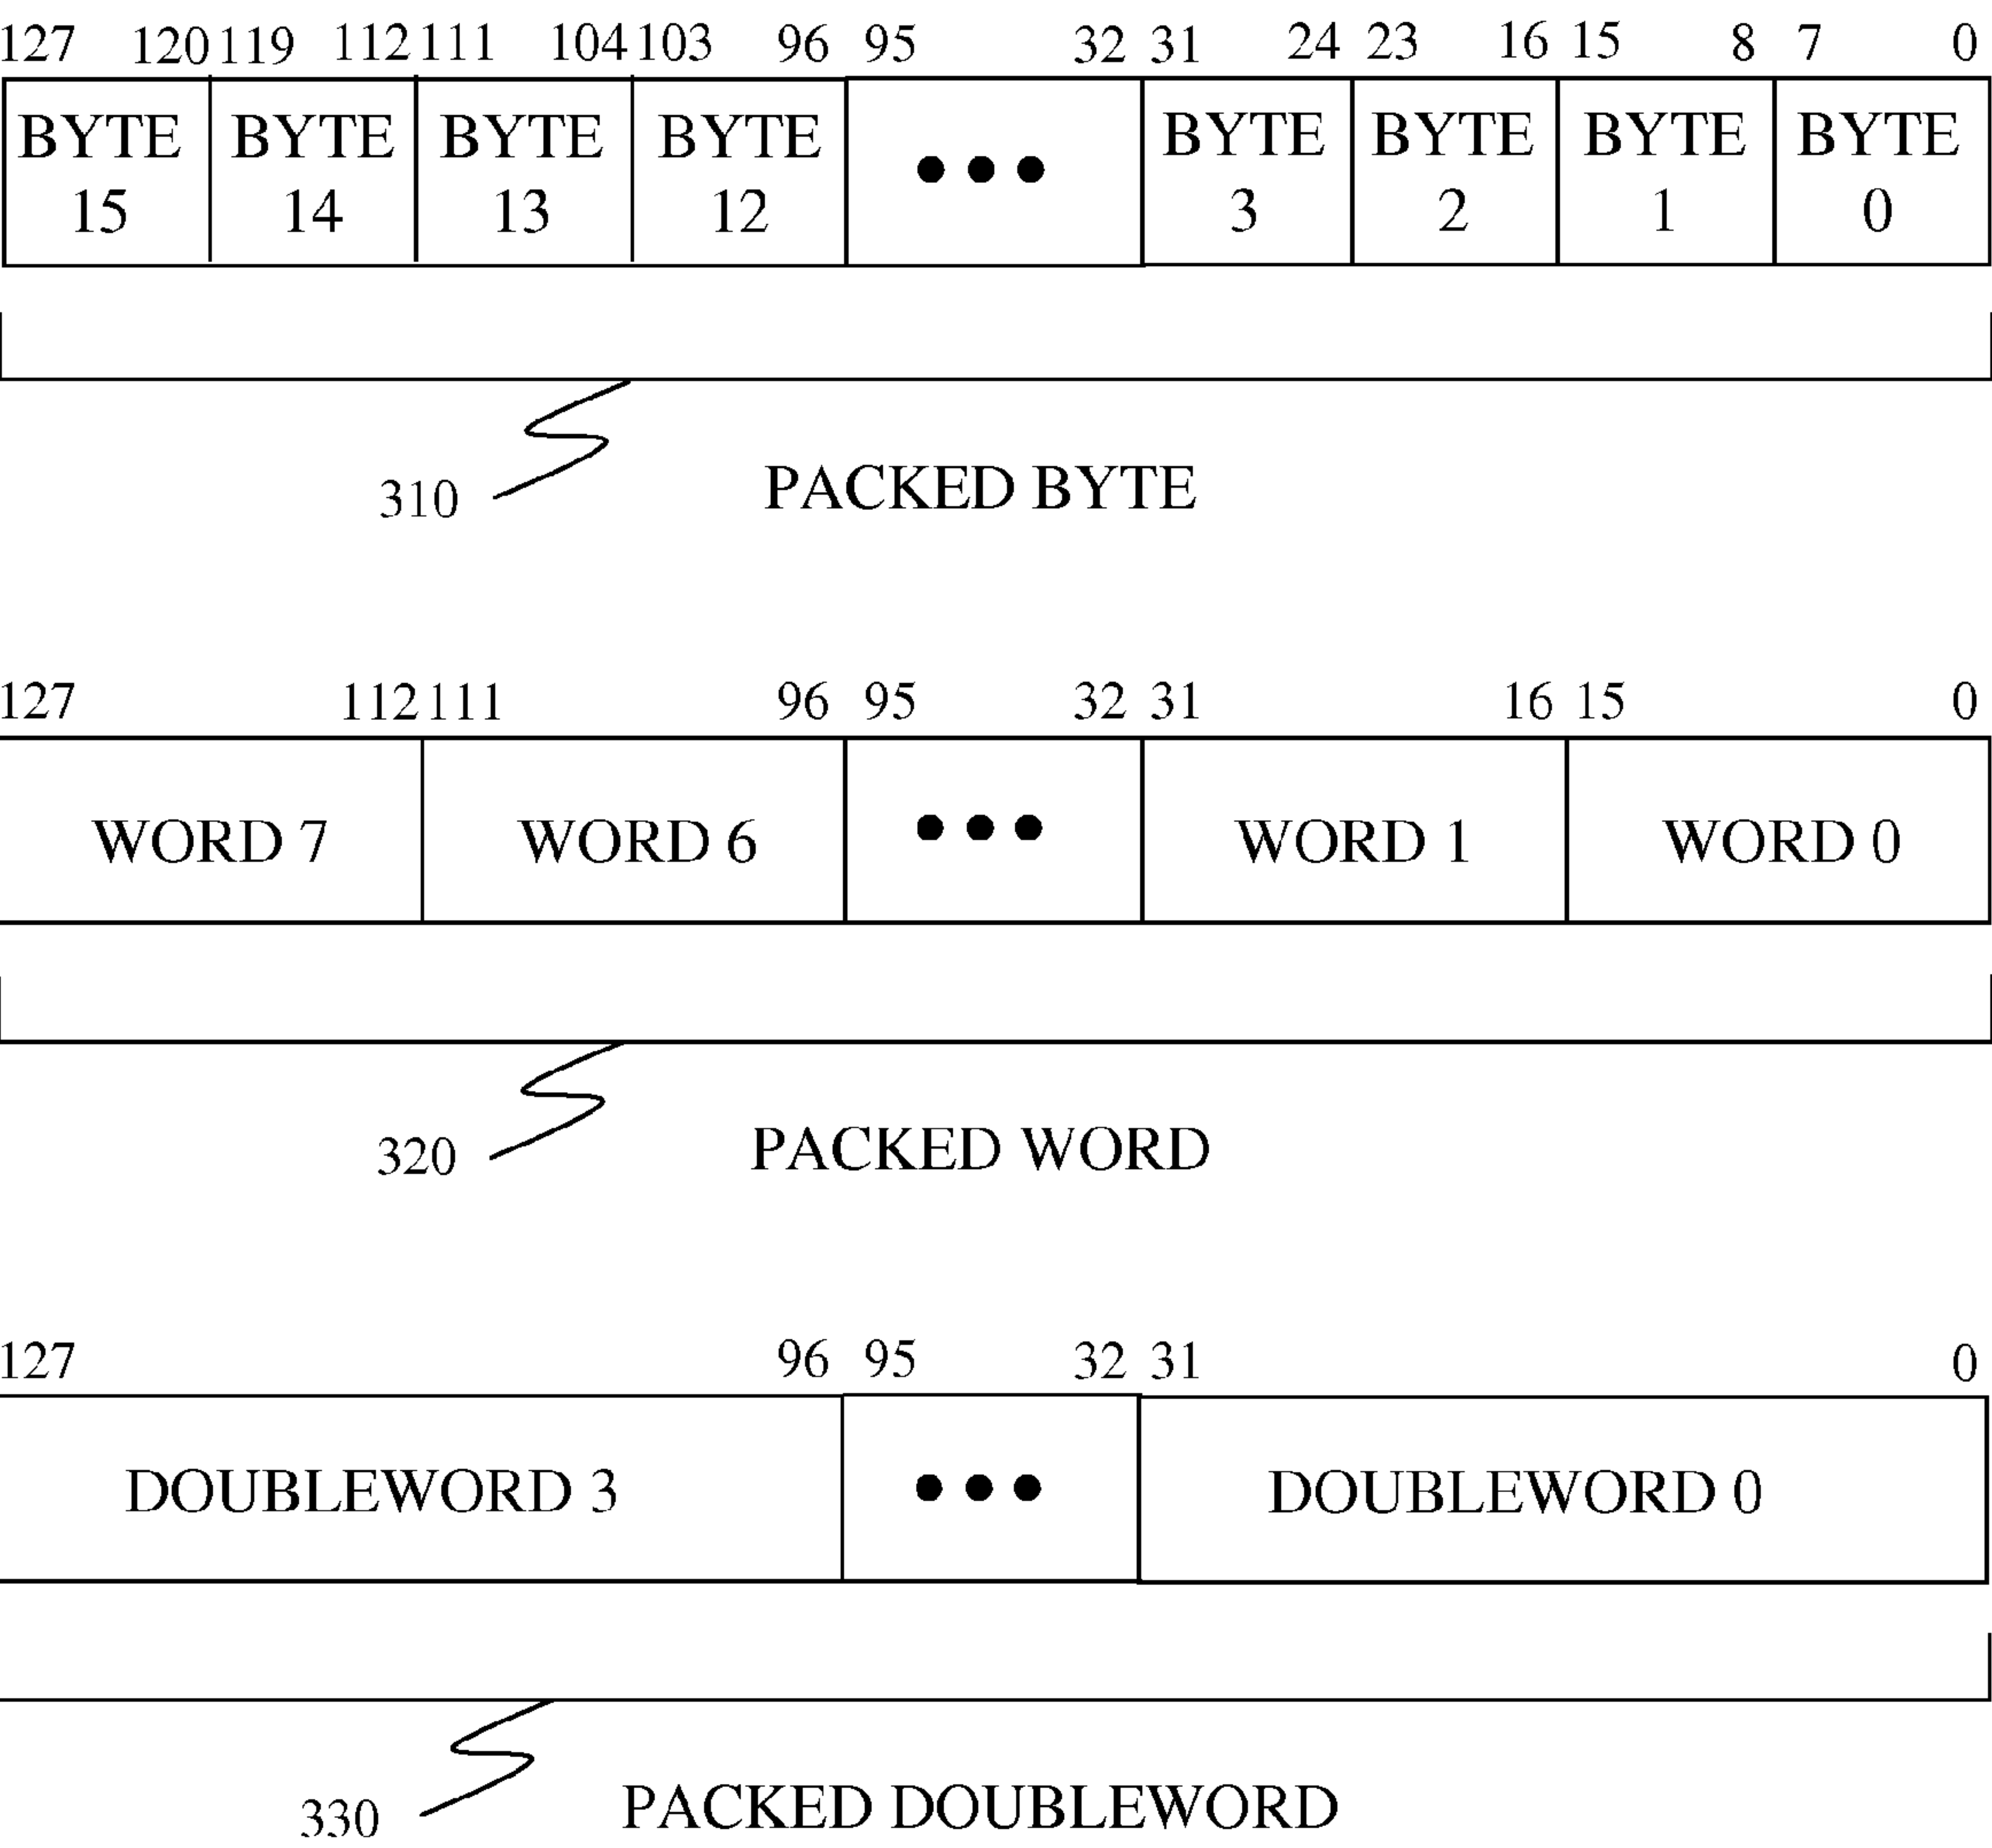 127 120 119 112 111 104 103 96 95 32 31 24 23 16 15 8 7 0
BYTE BYTE BYTE BYTE BYTE BYTE BYTE BYTE
15 14 13 12 3 2 1 0
310 PACKED BYTE
127 112 111 96 95 32 31 16 15 0
WORD 7 WORD 6 WORD 1 WORD 0
320 PACKED WORD
127 96 95 32 31 0
DOUBLEWORD 3 DOUBLEWORD 0
330 PACKED DOUBLEWORD